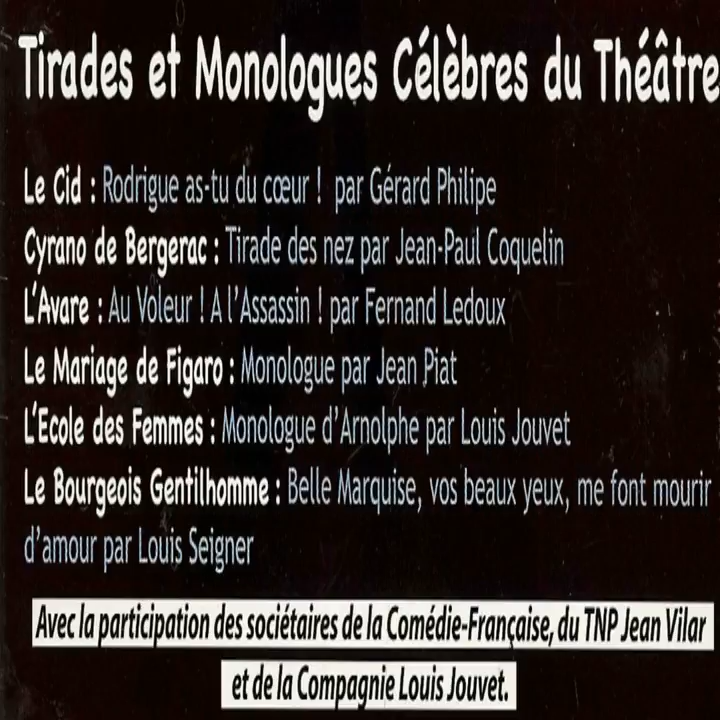 Tirades et Monologues Célèbres du Théâtre
Le Cid : Rodrigue as-tu du cœur ! par Gérard Philipe
Cyrano de Bergerac : Tirade des nez par Jean-Paul Coquelin
L'Avare : Au Voleur ! A l'Assassin ! par Fernand Ledoux
Le Mariage de Figaro : Monologue par Jean Piat
L'Ecole des Femmes : Monologue d'Arnolphe par Louis Jouvet
Le Bourgeois Gentilhomme : Belle Marquise, vos beaux yeux, me font mourir
d'amour par Louis Seigner
Avec la participation des sociétaires de la Comédie-Française, du TNP Jean Vilar
et de la Compagnie Louis Jouvet.